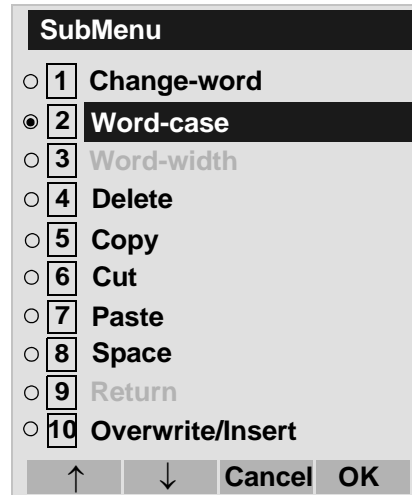 SubMenu
1 Change-word
2 Word-case
3 Word-width
4 Delete
5 Copy
6 Cut
7 Paste
8 Space
9 Return
10 Overwrite/Insert
↑ ↓ Cancel OK